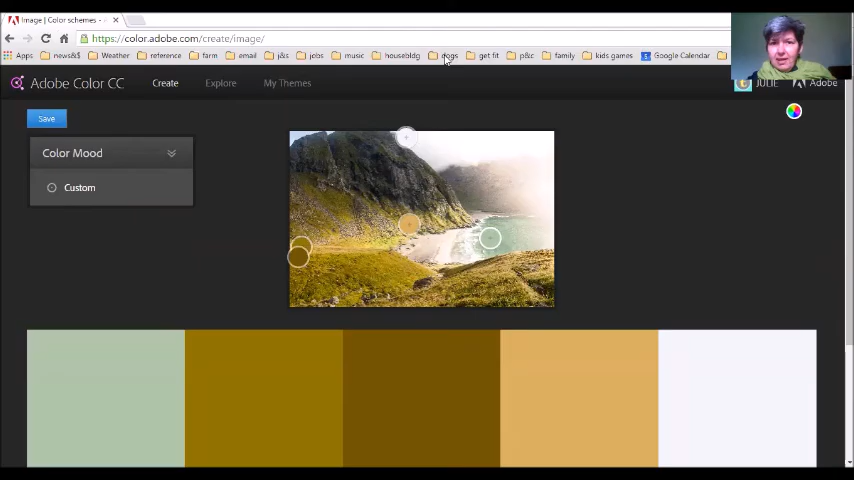 Image | Color schemes -
https://color.adobe.com/create/image/
Apps news&$ Weather reference farm email j&s jobs music housebldg dogs get fit p&c family kids games Google Calendar
Adobe Color CC Create Explore My Themes JULIE Adobe
Save
Color Mood
Custom